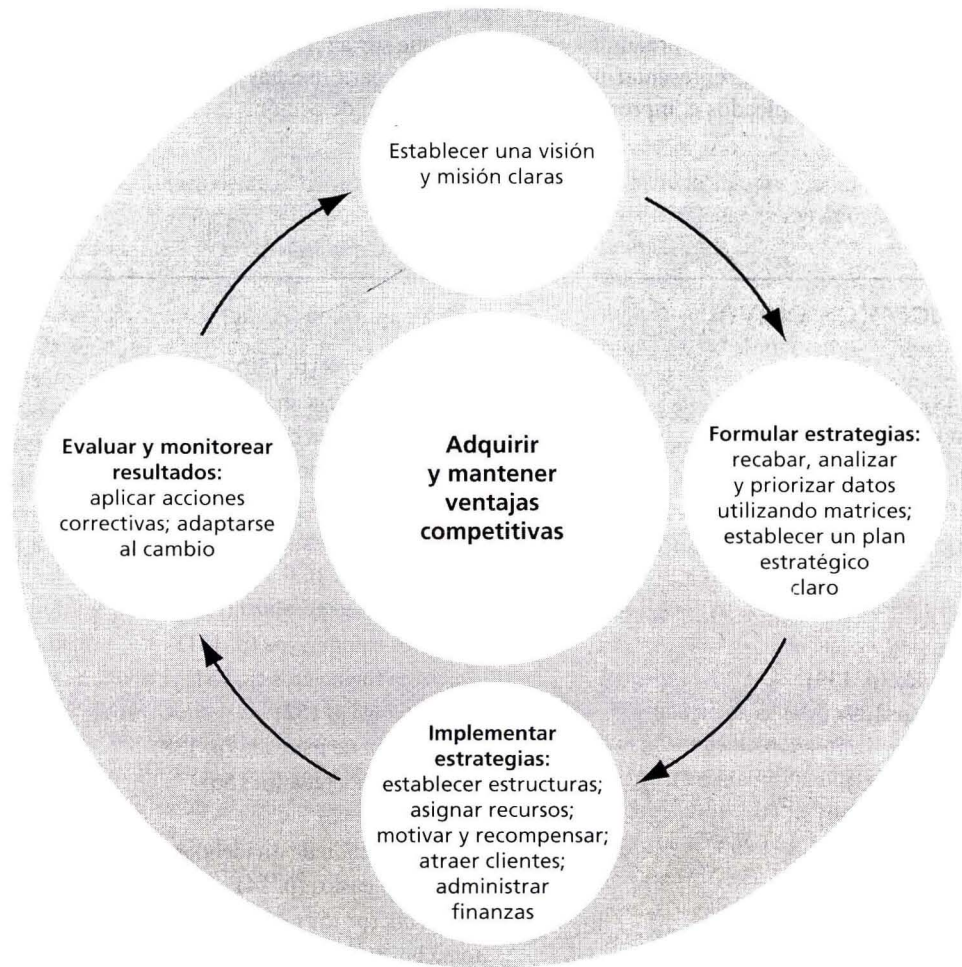 Establecer una visión
y misión claras
Formular estrategias:
recabar, analizar
y priorizar datos
utilizando matrices;
establecer un plan
estratégico
claro
Implementar
estrategias:
establecer estructuras;
asignar recursos;
motivar y recompensar;
atraer clientes;
administrar
finanzas
Evaluar y monitorear
resultados:
aplicar acciones
correctivas; adaptarse
al cambio
Adquirir
y mantener
ventajas
competitivas